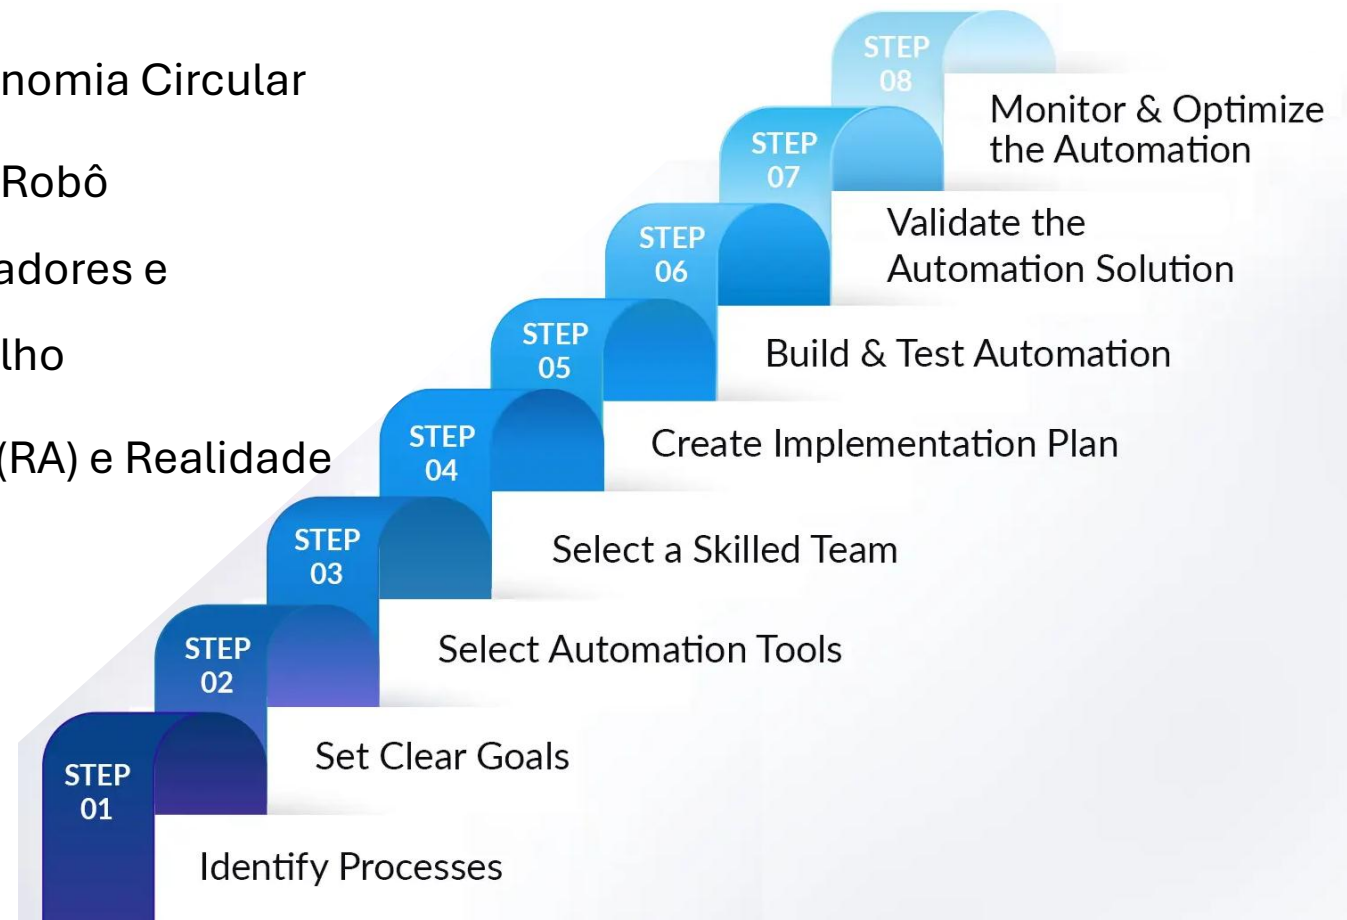 nomia Circular
Robô
adores e
lho
(RA) e Realidade
STEP
08
Monitor & Optimize
the Automation
STEP
07
Validate the
Automation Solution
STEP
06
Build & Test Automation
STEP
05
Create Implementation Plan
STEP
04
Select a Skilled Team
STEP
03
Select Automation Tools
STEP
02
Set Clear Goals
STEP
01
Identify Processes